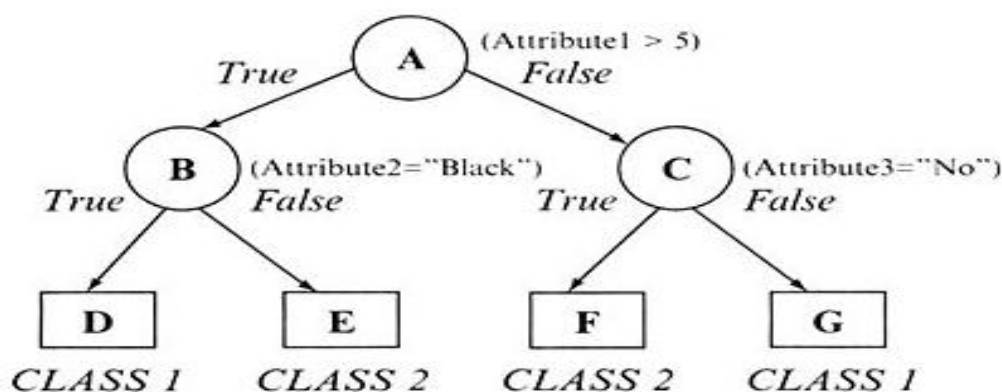 A (Attribute1 > 5)
True False
B (Attribute2="Black") C (Attribute3="No")
True False True False
D E F G
CLASS 1 CLASS 2 CLASS 2 CLASS 1